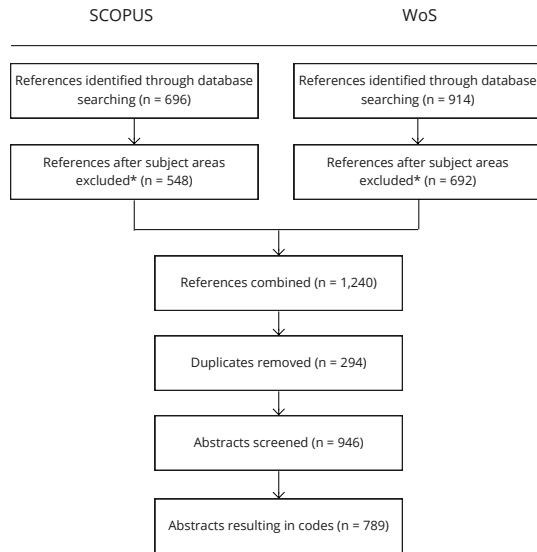 SCOPUS
WoS
References identified through database
searching (n = 696)
References identified through database
searching (n = 914)
References after subject areas
excluded* (n = 548)
References after subject areas
excluded* (n = 692)
References combined (n = 1,240)
Duplicates removed (n = 294)
Abstracts screened (n = 946)
Abstracts resulting in codes (n = 789)